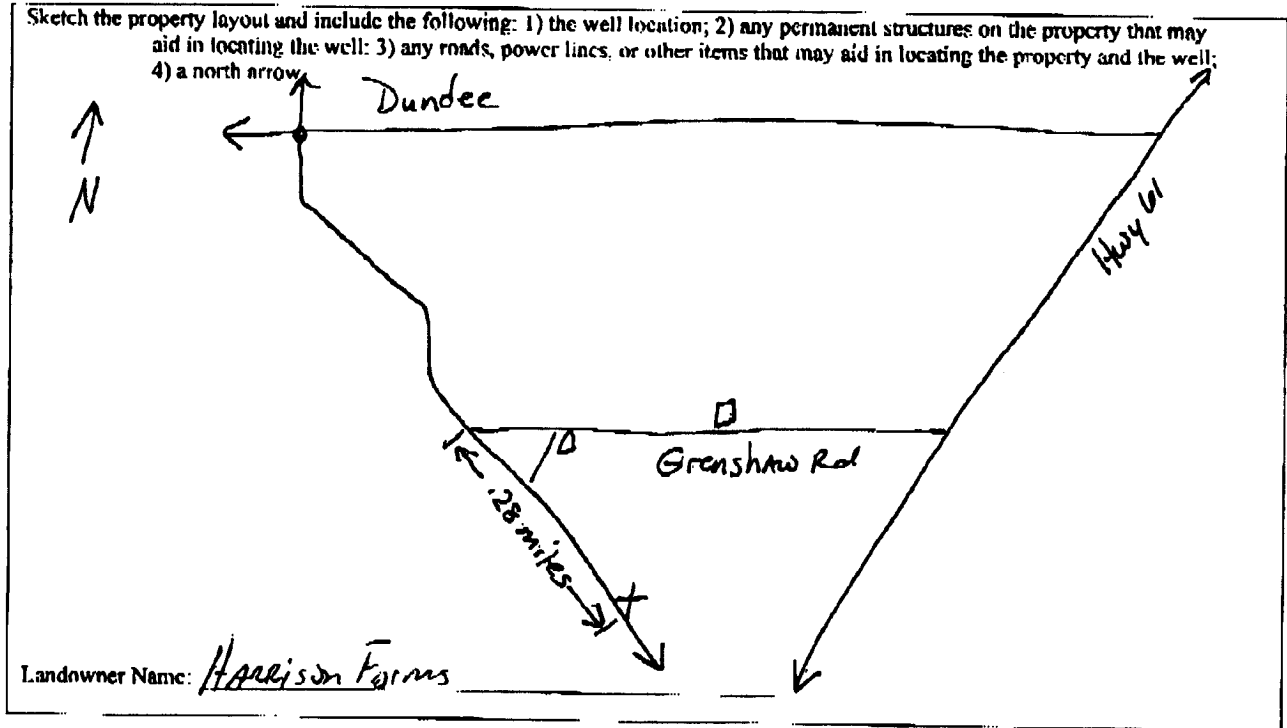 Sketch the property layout and include the following: 1) the well location; 2) any permanent structures on the property that may
aid in locating the well: 3) any roads, power lines, or other items that may aid in locating the property and the well;
4) a north arrow
Dundee
N
Hwy 61
Grenshaw Rd
.28 miles
X
Landowner Name: Harrison Farms